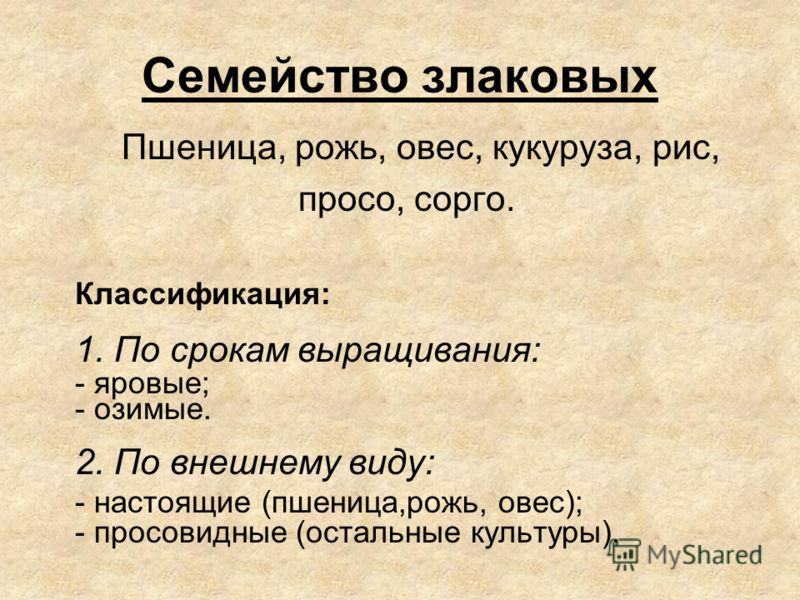 Семейство злаковых
Пшеница, рожь, овес, кукуруза, рис,
просо, сорго.
Классификация:
1. По срокам выращивания:
- яровые;
- озимые.
2. По внешнему виду:
- настоящие (пшеница,рожь, овес);
- просовидные (остальные культуры).
MyShared